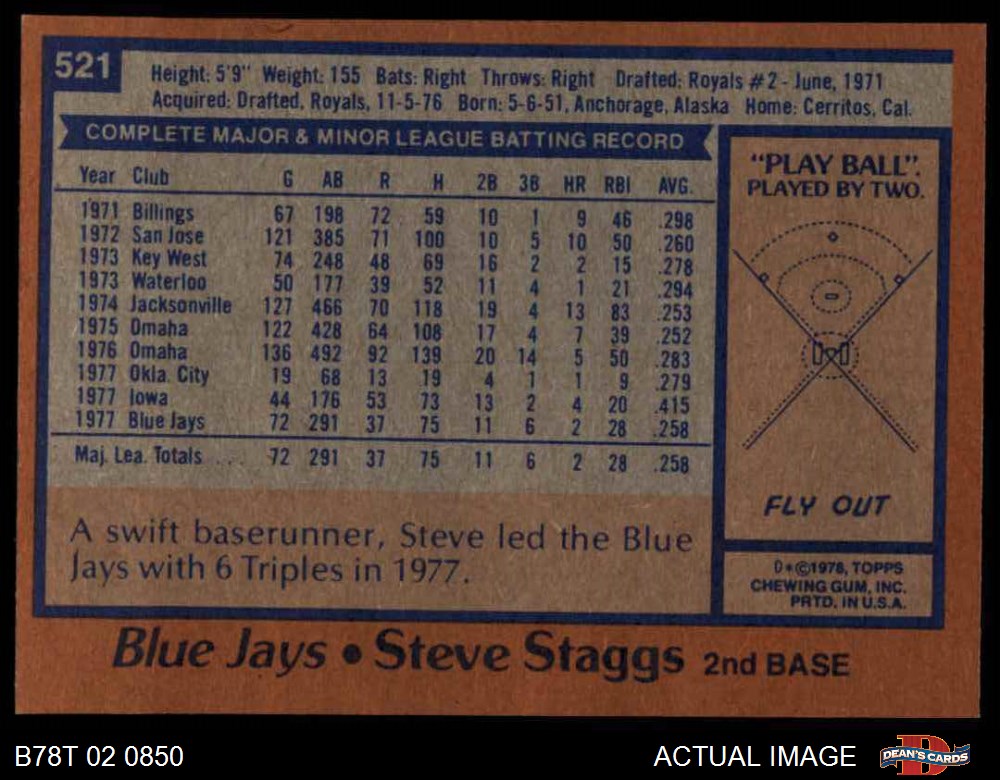 521
Height: 5'9" Weight: 155 Bats: Right Throws: Right Drafted: Royals #2 - June, 1971
Acquired: Drafted, Royals, 11-5-76 Born: 5-6-51, Anchorage, Alaska Home: Cerritos, Cal.
COMPLETE MAJOR & MINOR LEAGUE BATTING RECORD
Year Club G AB R H 2B 3B HR RBI AVG.
1971 Billings 67 198 72 59 10 1 9 46 .298
1972 San Jose 121 385 71 100 10 5 10 50 .260
1973 Key West 74 248 48 69 16 2 2 15 .278
1973 Waterloo 50 177 39 52 11 4 1 21 .294
1974 Jacksonville 127 466 70 118 19 4 13 83 .253
1975 Omaha 122 428 64 108 17 4 7 39 .252
1976 Omaha 136 492 92 139 20 14 5 50 .283
1977 Okla. City 19 68 13 19 4 1 1 9 .279
1977 Iowa 44 176 53 73 13 2 4 20 .415
1977 Blue Jays 72 291 37 75 11 6 2 28 .258
Maj. Lea. Totals ... 72 291 37 75 11 6 2 28 .258
A swift baserunner, Steve led the Blue
Jays with 6 Triples in 1977.
"PLAY BALL".
PLAYED BY TWO.
FLY OUT
D*©1978, TOPPS
CHEWING GUM, INC.
PRTD. IN U.S.A.
Blue Jays • Steve Staggs 2nd BASE
B78T 02 0850
ACTUAL IMAGE
DEAN'S CARDS